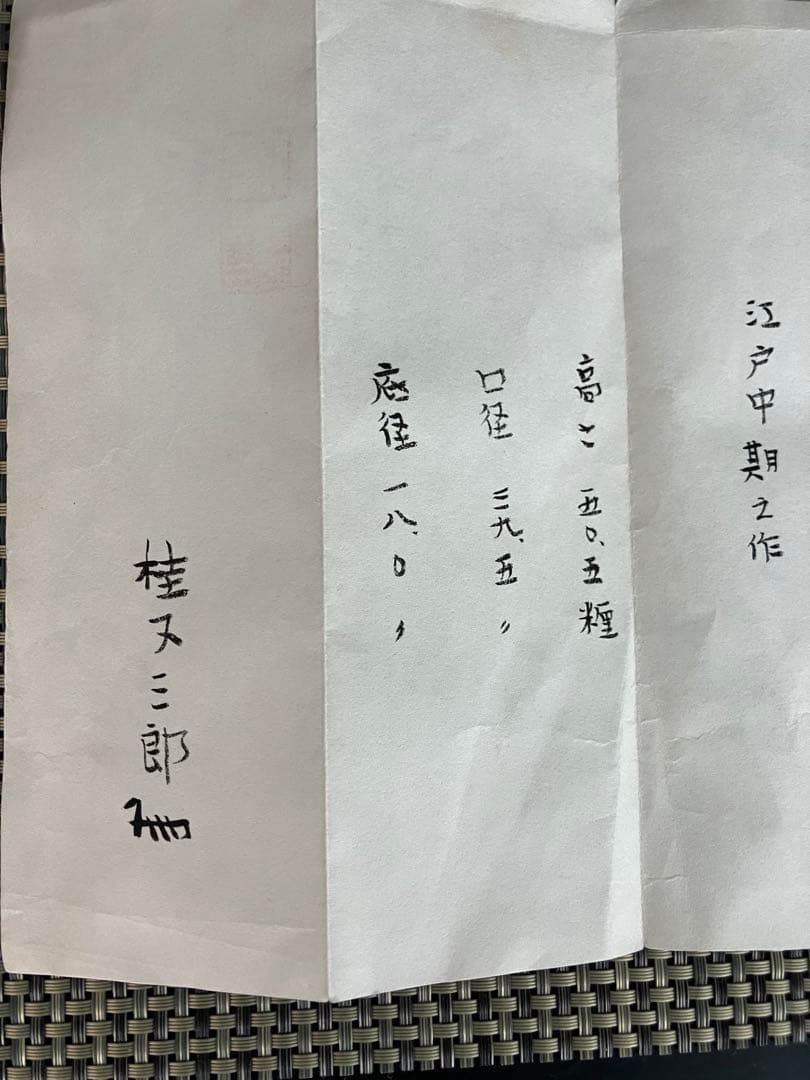 江戸中期之作
高さ 五〇.五糎
口径 三九.五 〃
底径 一八.〇 〃
桂又三郎